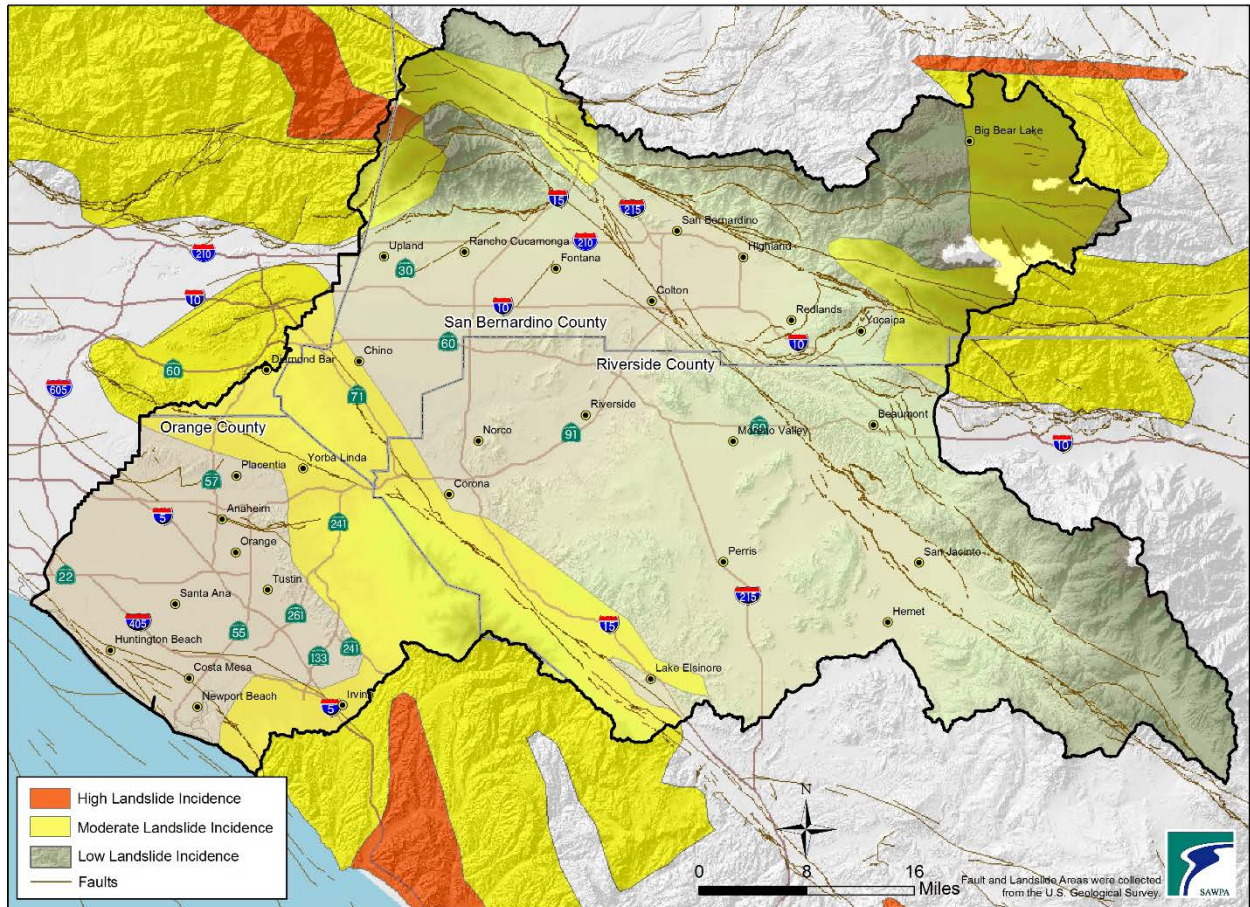 Big Bear Lake
15
215
San Bernardino
210
Upland
Rancho Cucamonga
210
Highland
30
Fontana
10
10
Colton
Redlands
San Bernardino County
Yucaipa
60
10
Diamond Bar
Chino
Riverside County
60
605
71
Riverside
Beaumont
Orange County
Norco
91
Moreno Valley
60
10
Placentia
Yorba Linda
57
Corona
5
Anaheim
241
Orange
Perris
San Jacinto
22
Tustin
215
Santa Ana
261
405
55
15
Hemet
Huntington Beach
133
241
Costa Mesa
Lake Elsinore
Newport Beach
5
Irvine
High Landslide Incidence
Moderate Landslide Incidence
Low Landslide Incidence
Faults
N
0 8 16
Miles
Fault and Landslide Areas were collected
from the U.S. Geological Survey.
SAWPA